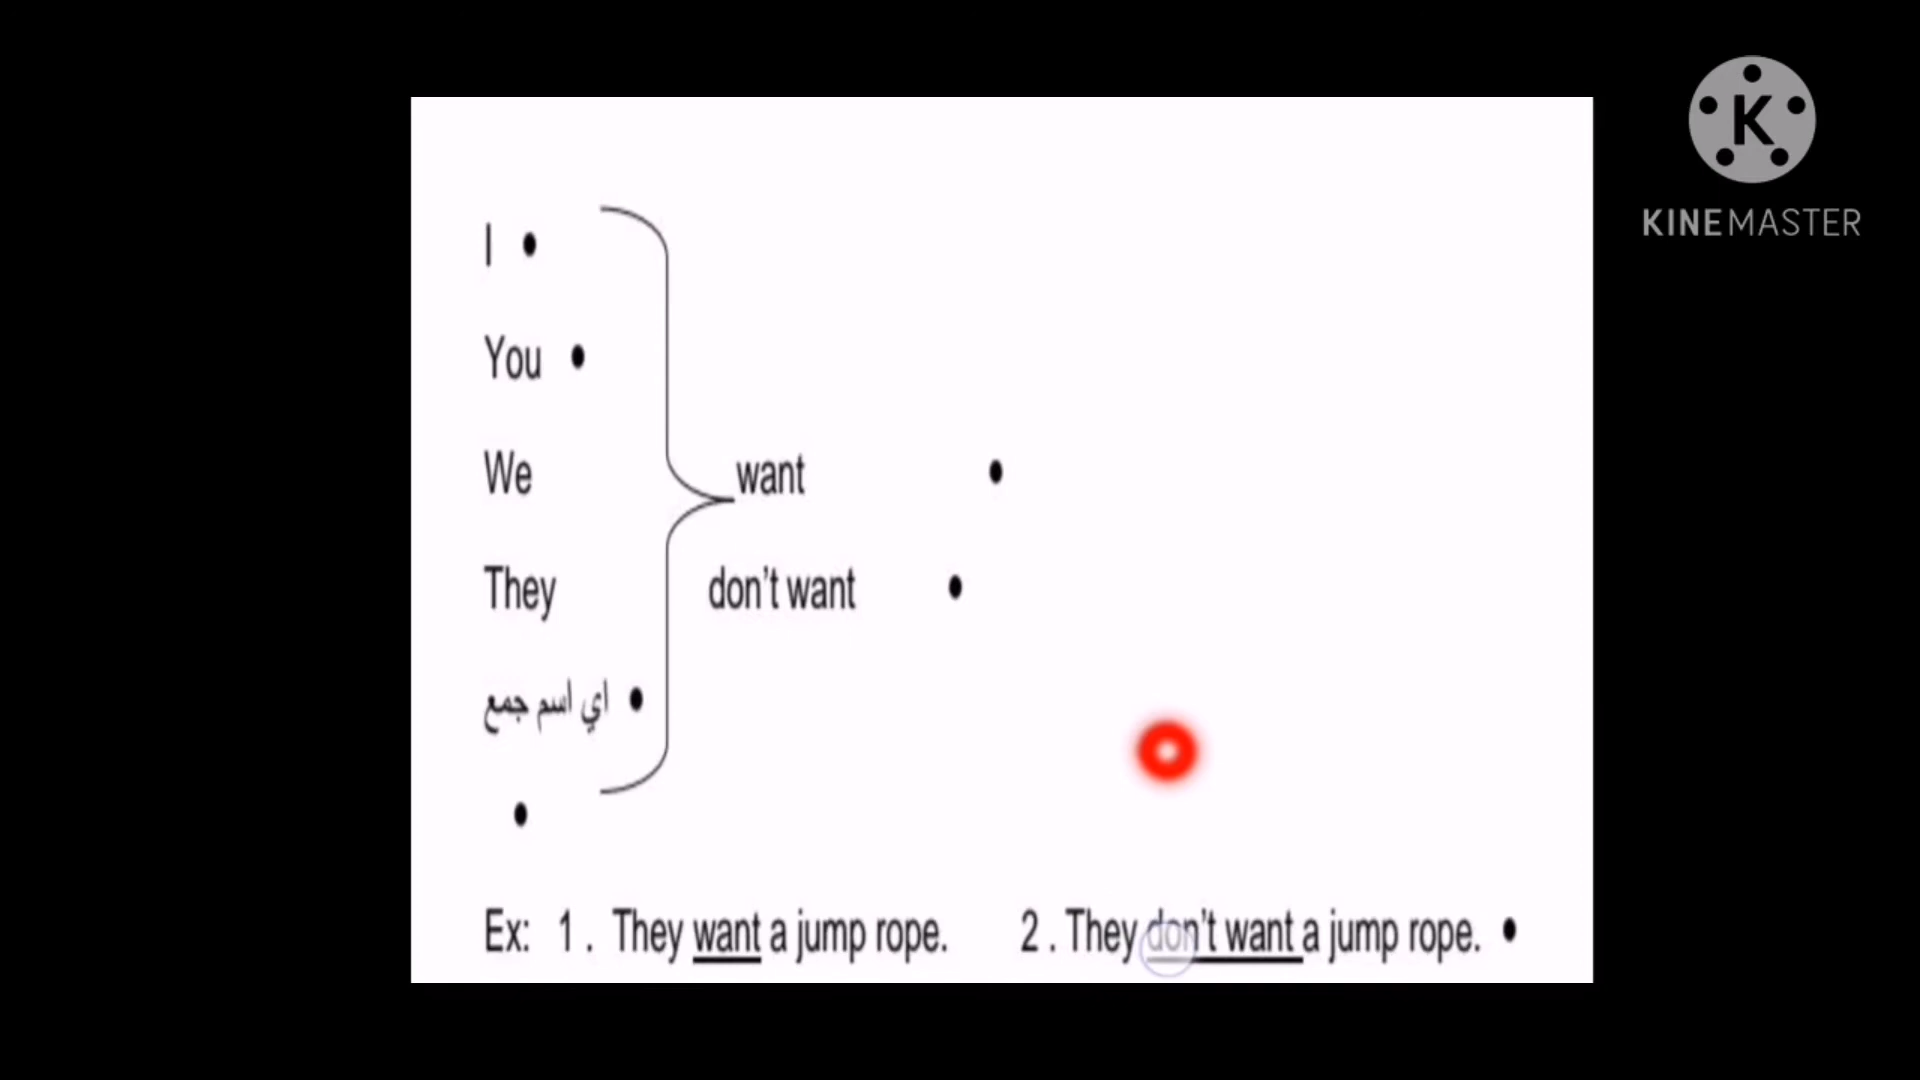 I •
You •
We want •
They don't want •
اي اسم جمع •
•
Ex: 1 . They want a jump rope. 2 . They don't want a jump rope. •
K
KINEMASTER